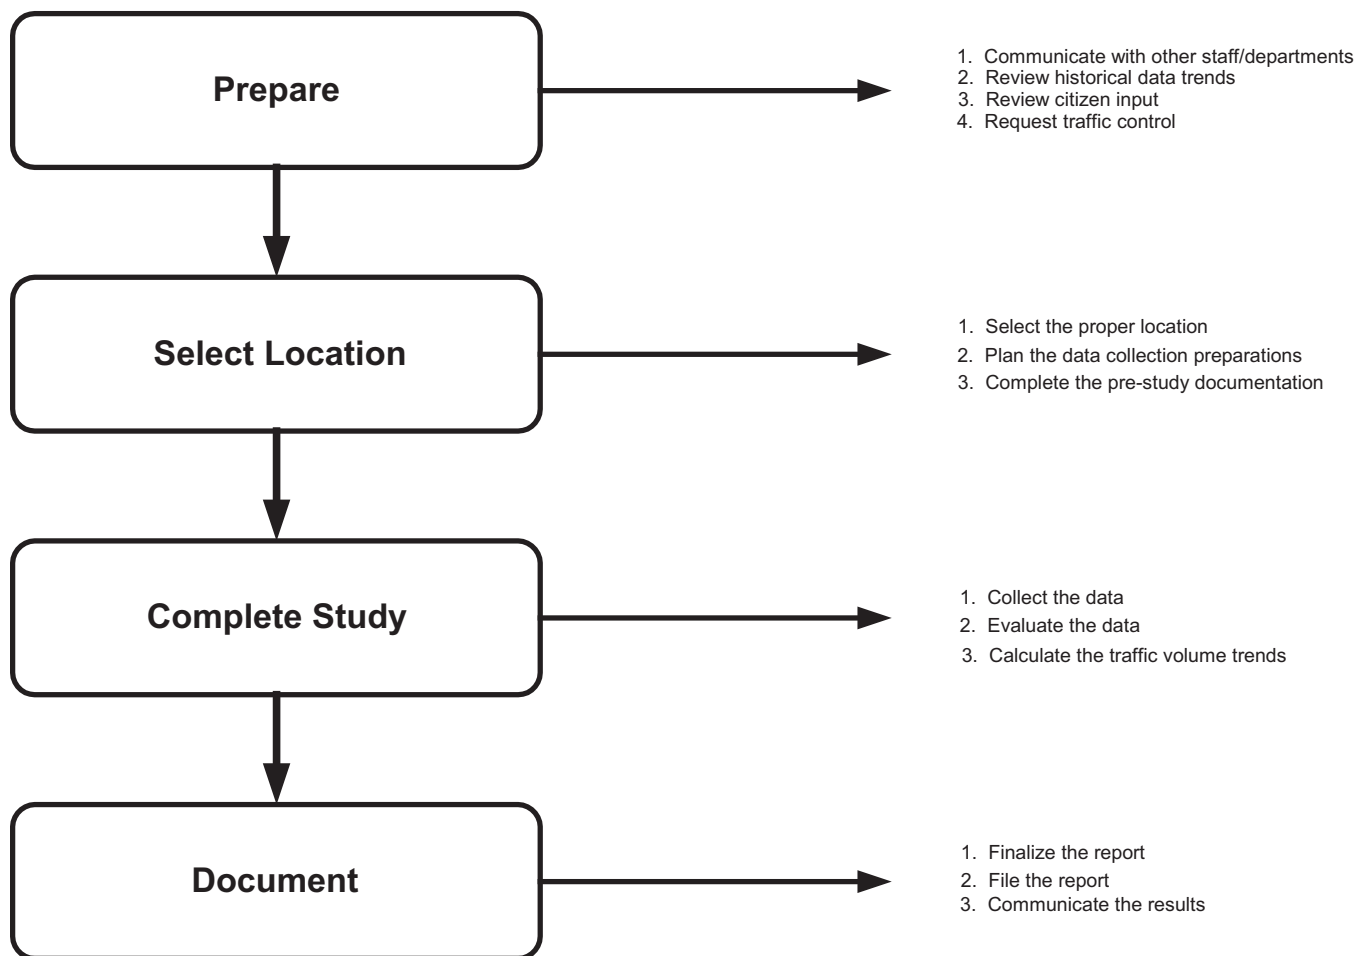 Prepare
1. Communicate with other staff/departments
2. Review historical data trends
3. Review citizen input
4. Request traffic control
Select Location
1. Select the proper location
2. Plan the data collection preparations
3. Complete the pre-study documentation
Complete Study
1. Collect the data
2. Evaluate the data
3. Calculate the traffic volume trends
Document
1. Finalize the report
2. File the report
3. Communicate the results